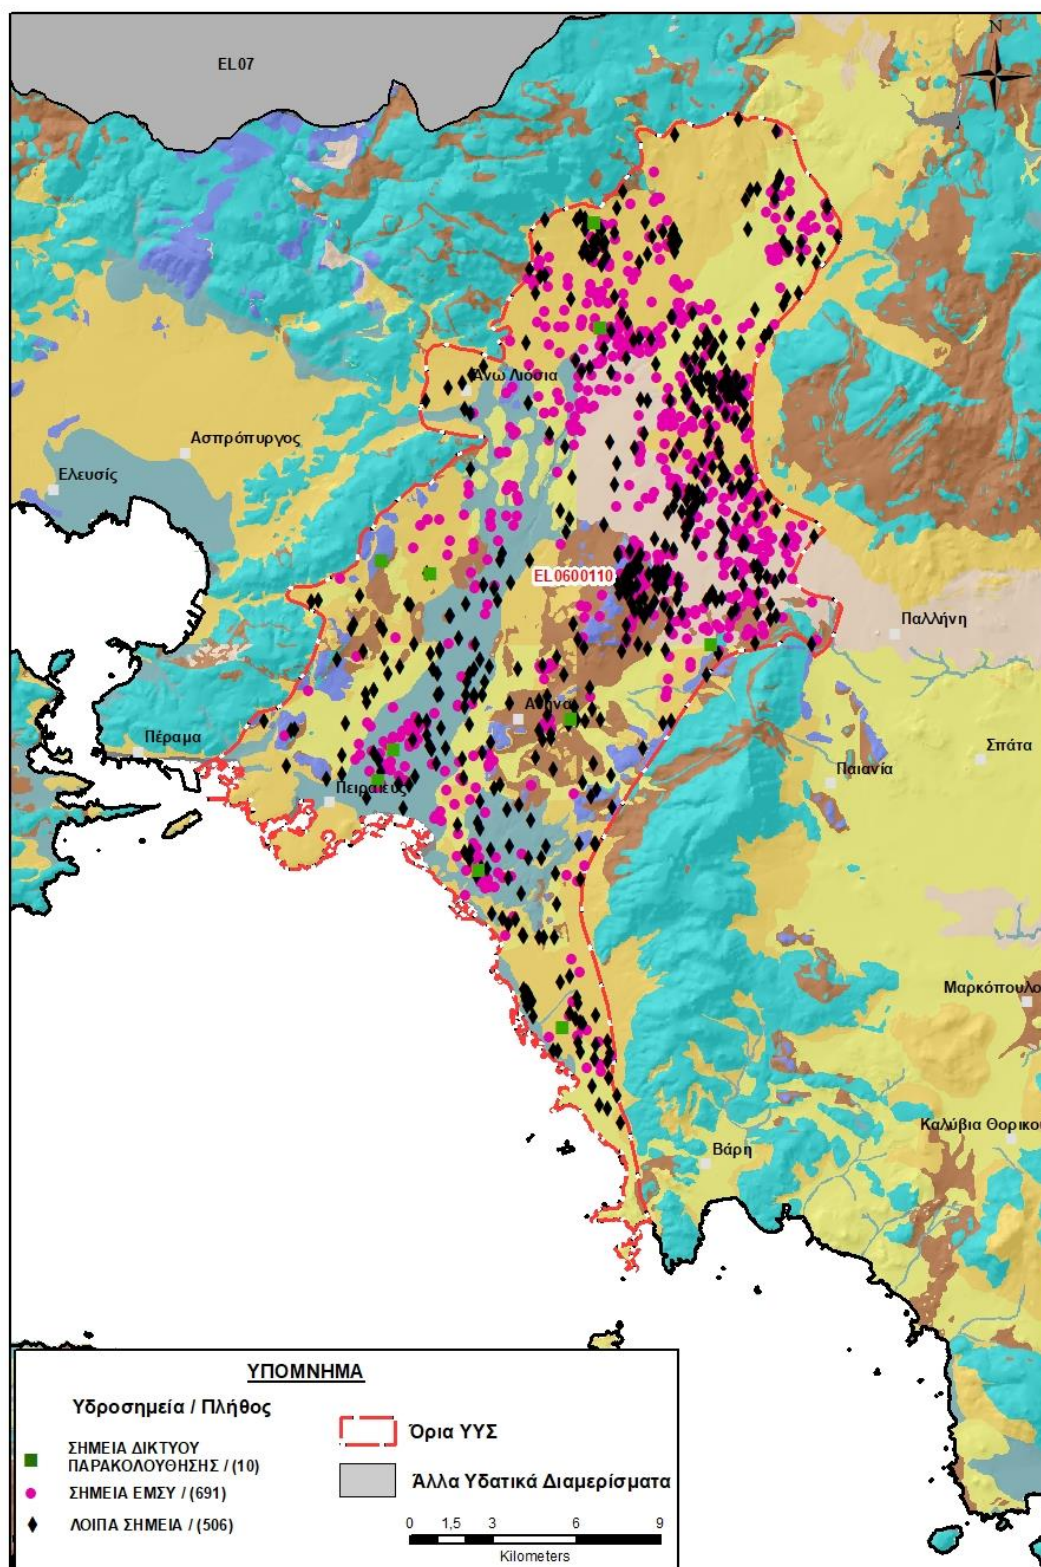 N
EL07
Άνω Λιόσια
Ασπρόπυργος
Ελευσίς
EL0600110
Παλλήνη
Αθήνα
Πέραμα
Σπάτα
Παιανία
Πειραιεύς
Μαρκόπουλο
Καλύβια Θορικού
Βάρη
ΥΠΟΜΝΗΜΑ
Υδροσημεία / Πλήθος
ΣΗΜΕΙΑ ΔΙΚΤΥΟΥ
ΠΑΡΑΚΟΛΟΥΘΗΣΗΣ / (10)
ΣΗΜΕΙΑ ΕΜΣΥ / (691)
ΛΟΙΠΑ ΣΗΜΕΙΑ / (506)
Όρια ΥΥΣ
Άλλα Υδατικά Διαμερίσματα
0 1,5 3 6 9
Kilometers